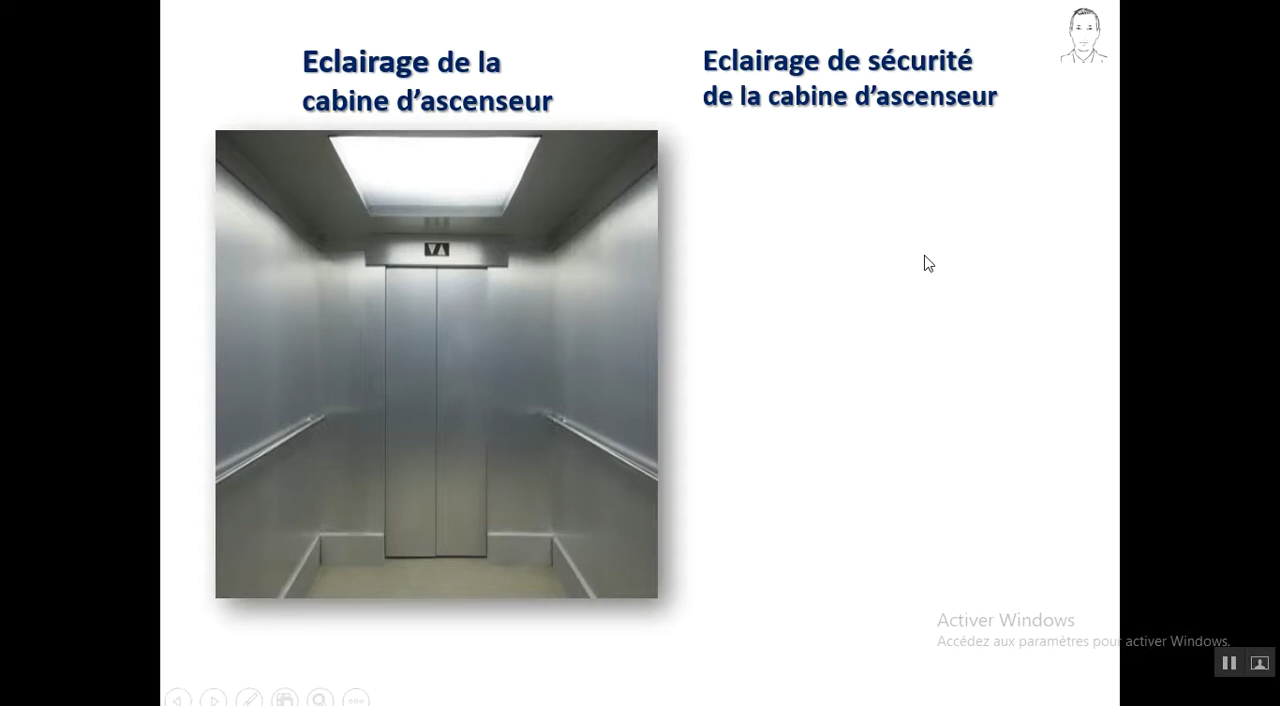 Eclairage de la
cabine d’ascenseur
Eclairage de sécurité
de la cabine d’ascenseur
Activer Windows
Accédez aux paramètres pour activer Windows.